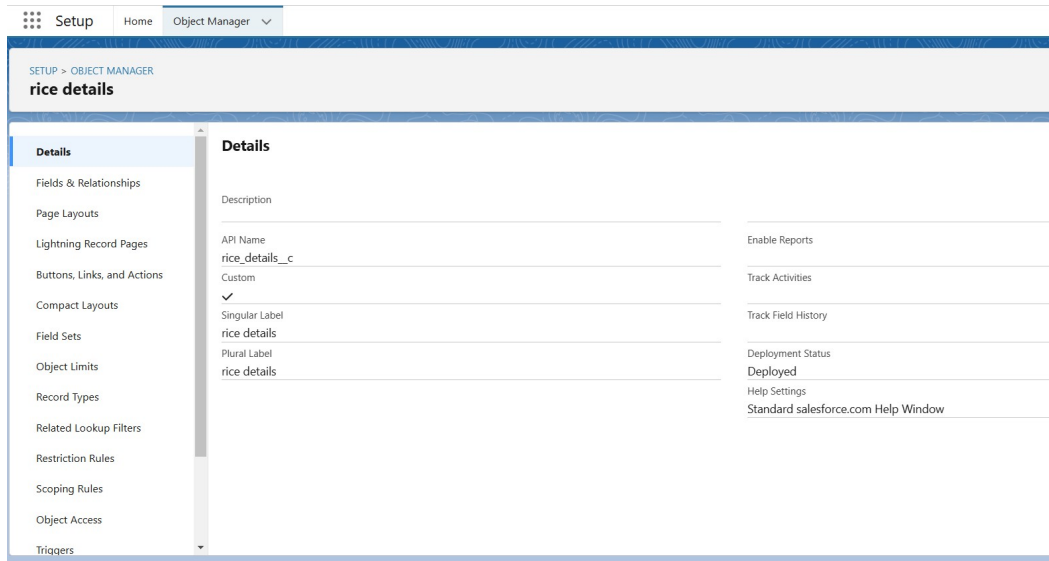 Setup
Home
Object Manager
SETUP > OBJECT MANAGER
rice details
Details
Fields & Relationships
Page Layouts
Lightning Record Pages
Buttons, Links, and Actions
Compact Layouts
Field Sets
Object Limits
Record Types
Related Lookup Filters
Restriction Rules
Scoping Rules
Object Access
Triggers
Details
Description
API Name
rice_details__c
Custom
Singular Label
rice details
Plural Label
rice details
Enable Reports
Track Activities
Track Field History
Deployment Status
Deployed
Help Settings
Standard salesforce.com Help Window